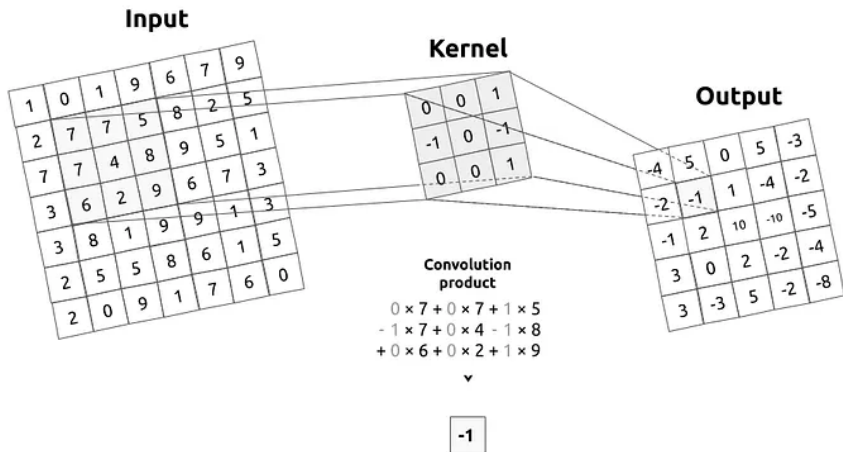 Input
1 0 1 9 6 7 9
2 7 7 5 8 2 5
7 7 4 8 9 5 1
3 6 2 9 6 7 3
3 8 1 9 9 1 3
2 5 5 8 6 1 5
2 0 9 1 7 6 0
Kernel
0 0 1
-1 0 -1
0 0 1
Output
-4 5 0 5 -3
-2 -1 1 -4 -2
-1 2 10 -10 -5
3 0 2 -2 -4
3 -3 5 -2 -8
Convolution
product
0 × 7 + 0 × 7 + 1 × 5
- 1 × 7 + 0 × 4 - 1 × 8
+ 0 × 6 + 0 × 2 + 1 × 9
-1